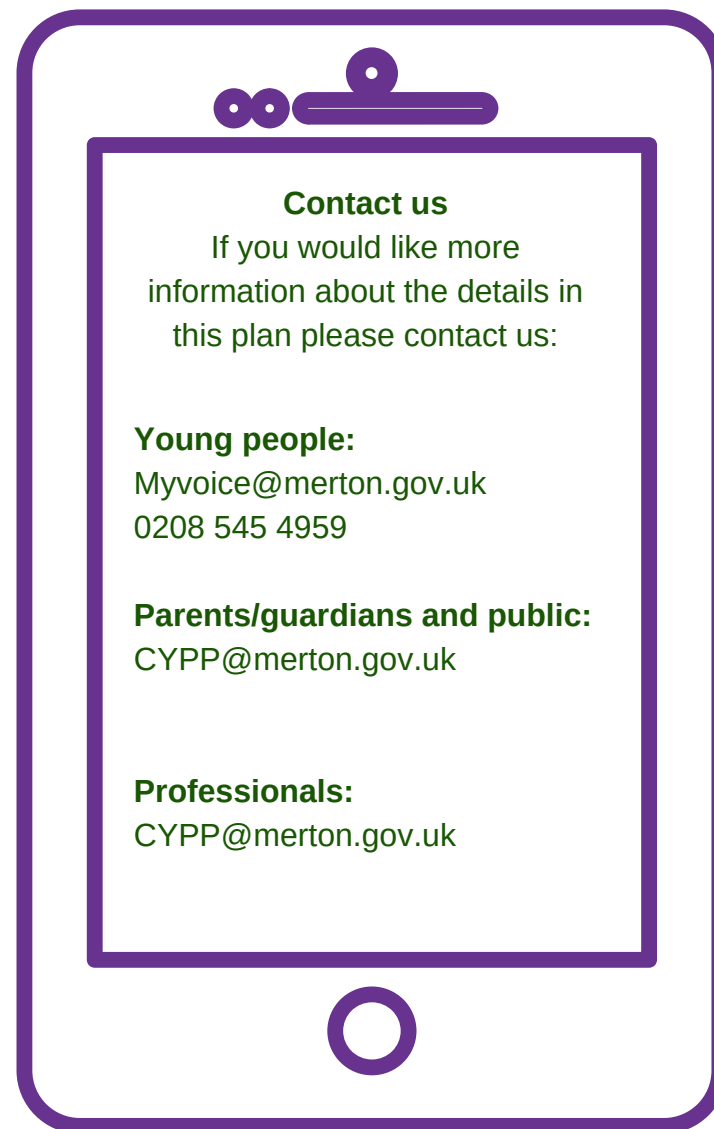 Contact us
If you would like more
information about the details in
this plan please contact us:
Young people:
Myvoice@merton.gov.uk
0208 545 4959
Parents/guardians and public:
CYPP@merton.gov.uk
Professionals:
CYPP@merton.gov.uk